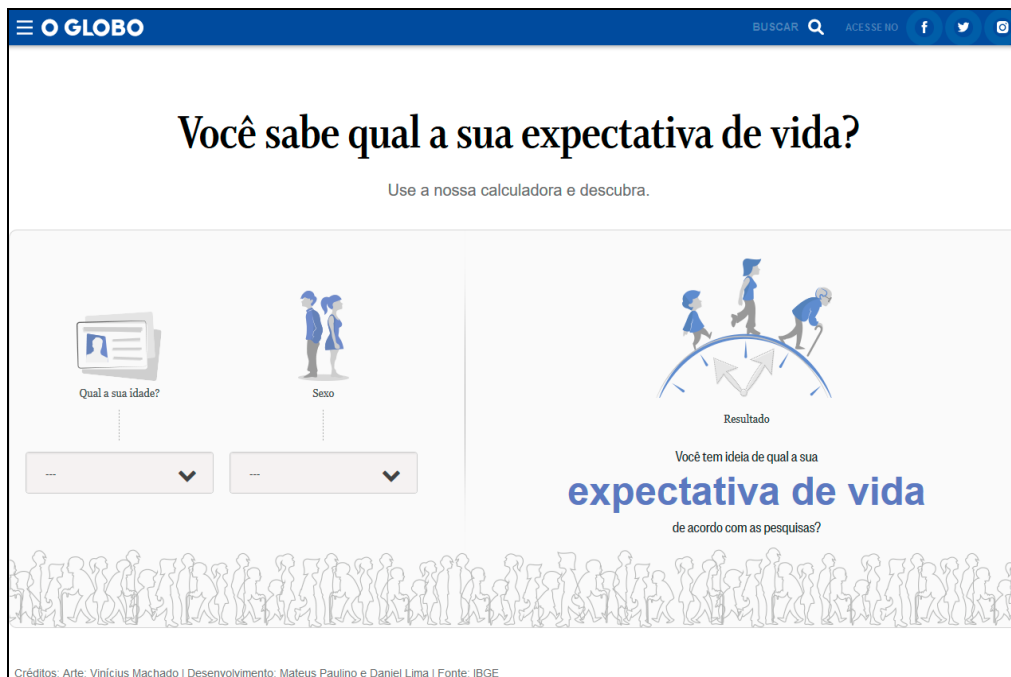 O GLOBO
BUSCAR
ACESSE NO
Você sabe qual a sua expectativa de vida?
Use a nossa calculadora e descubra.
Qual a sua idade?
Sexo
---
---
Resultado
Você tem ideia de qual a sua
expectativa de vida
de acordo com as pesquisas?
Créditos: Arte: Vinícius Machado | Desenvolvimento: Mateus Paulino e Daniel Lima | Fonte: IBGE